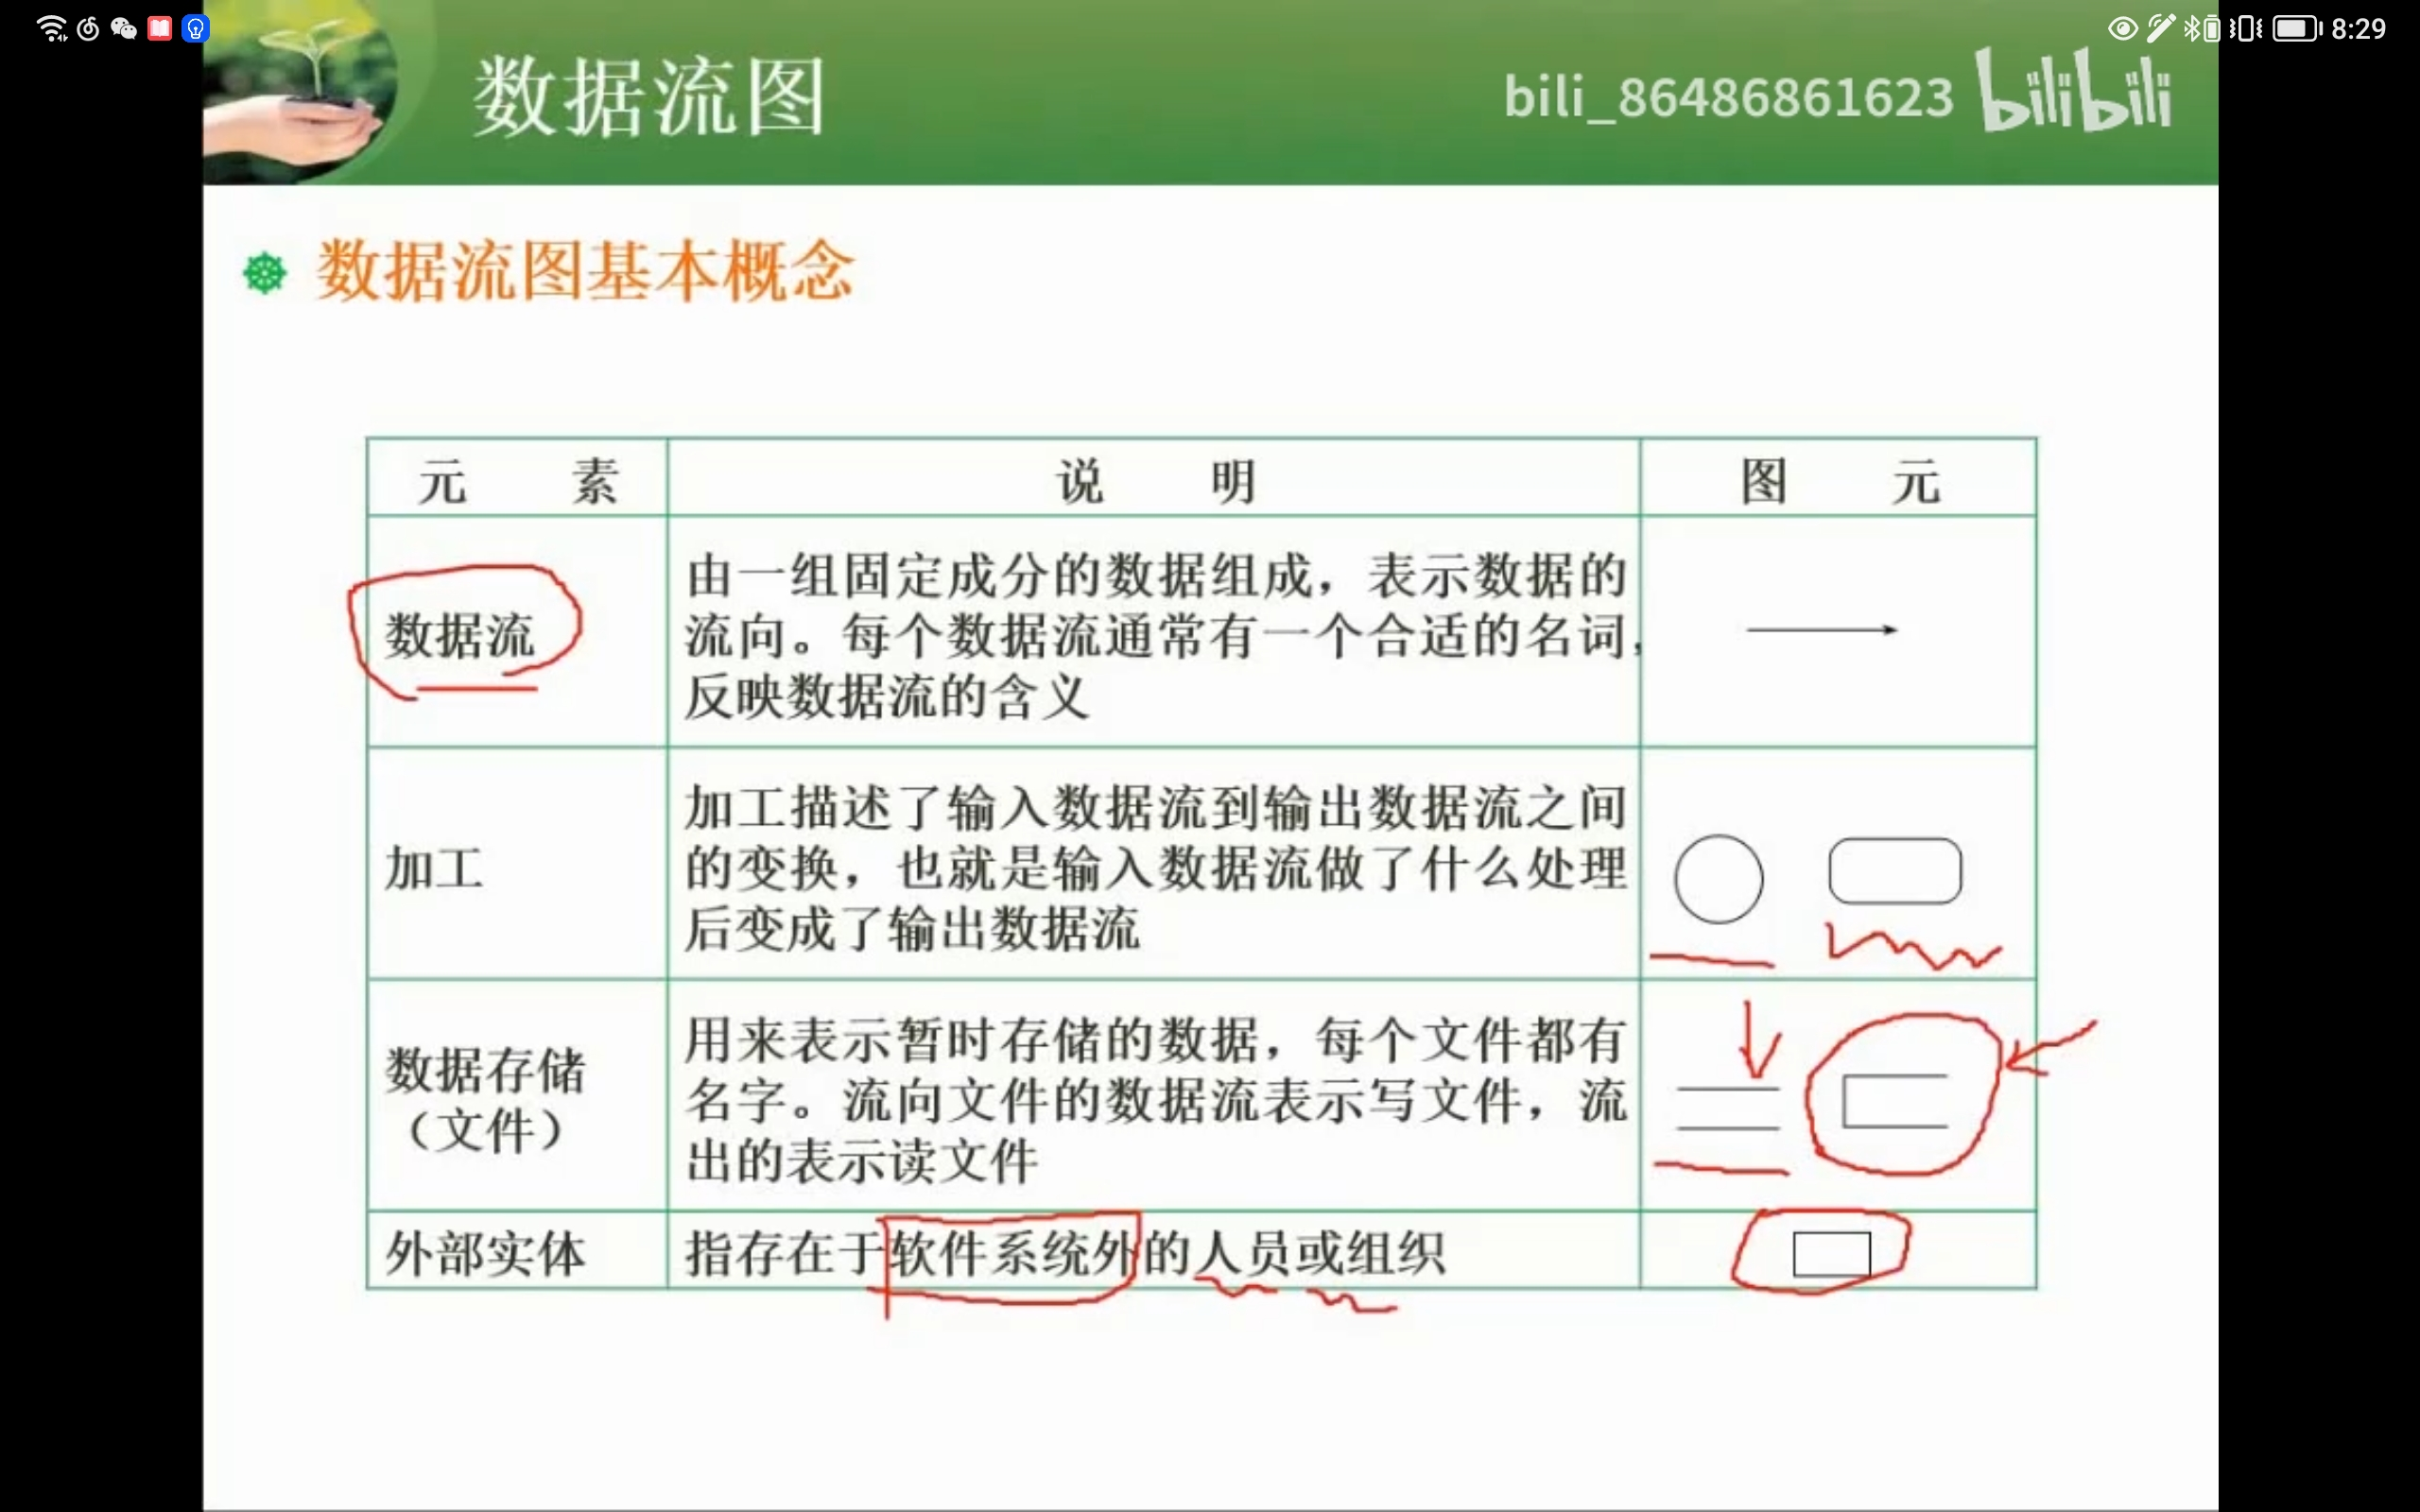 8:29
数据流图
bili_86486861623 bilibili
数据流图基本概念
元 素 说 明 图 元
数据流
由一组固定成分的数据组成，表示数据的
流向。每个数据流通常有一个合适的名词，
反映数据流的含义
加工
加工描述了输入数据流到输出数据流之间
的变换，也就是输入数据流做了什么处理
后变成了输出数据流
数据存储
（文件）
用来表示暂时存储的数据，每个文件都有
名字。流向文件的数据流表示写文件，流
出的表示读文件
外部实体 指存在于软件系统外的人员或组织